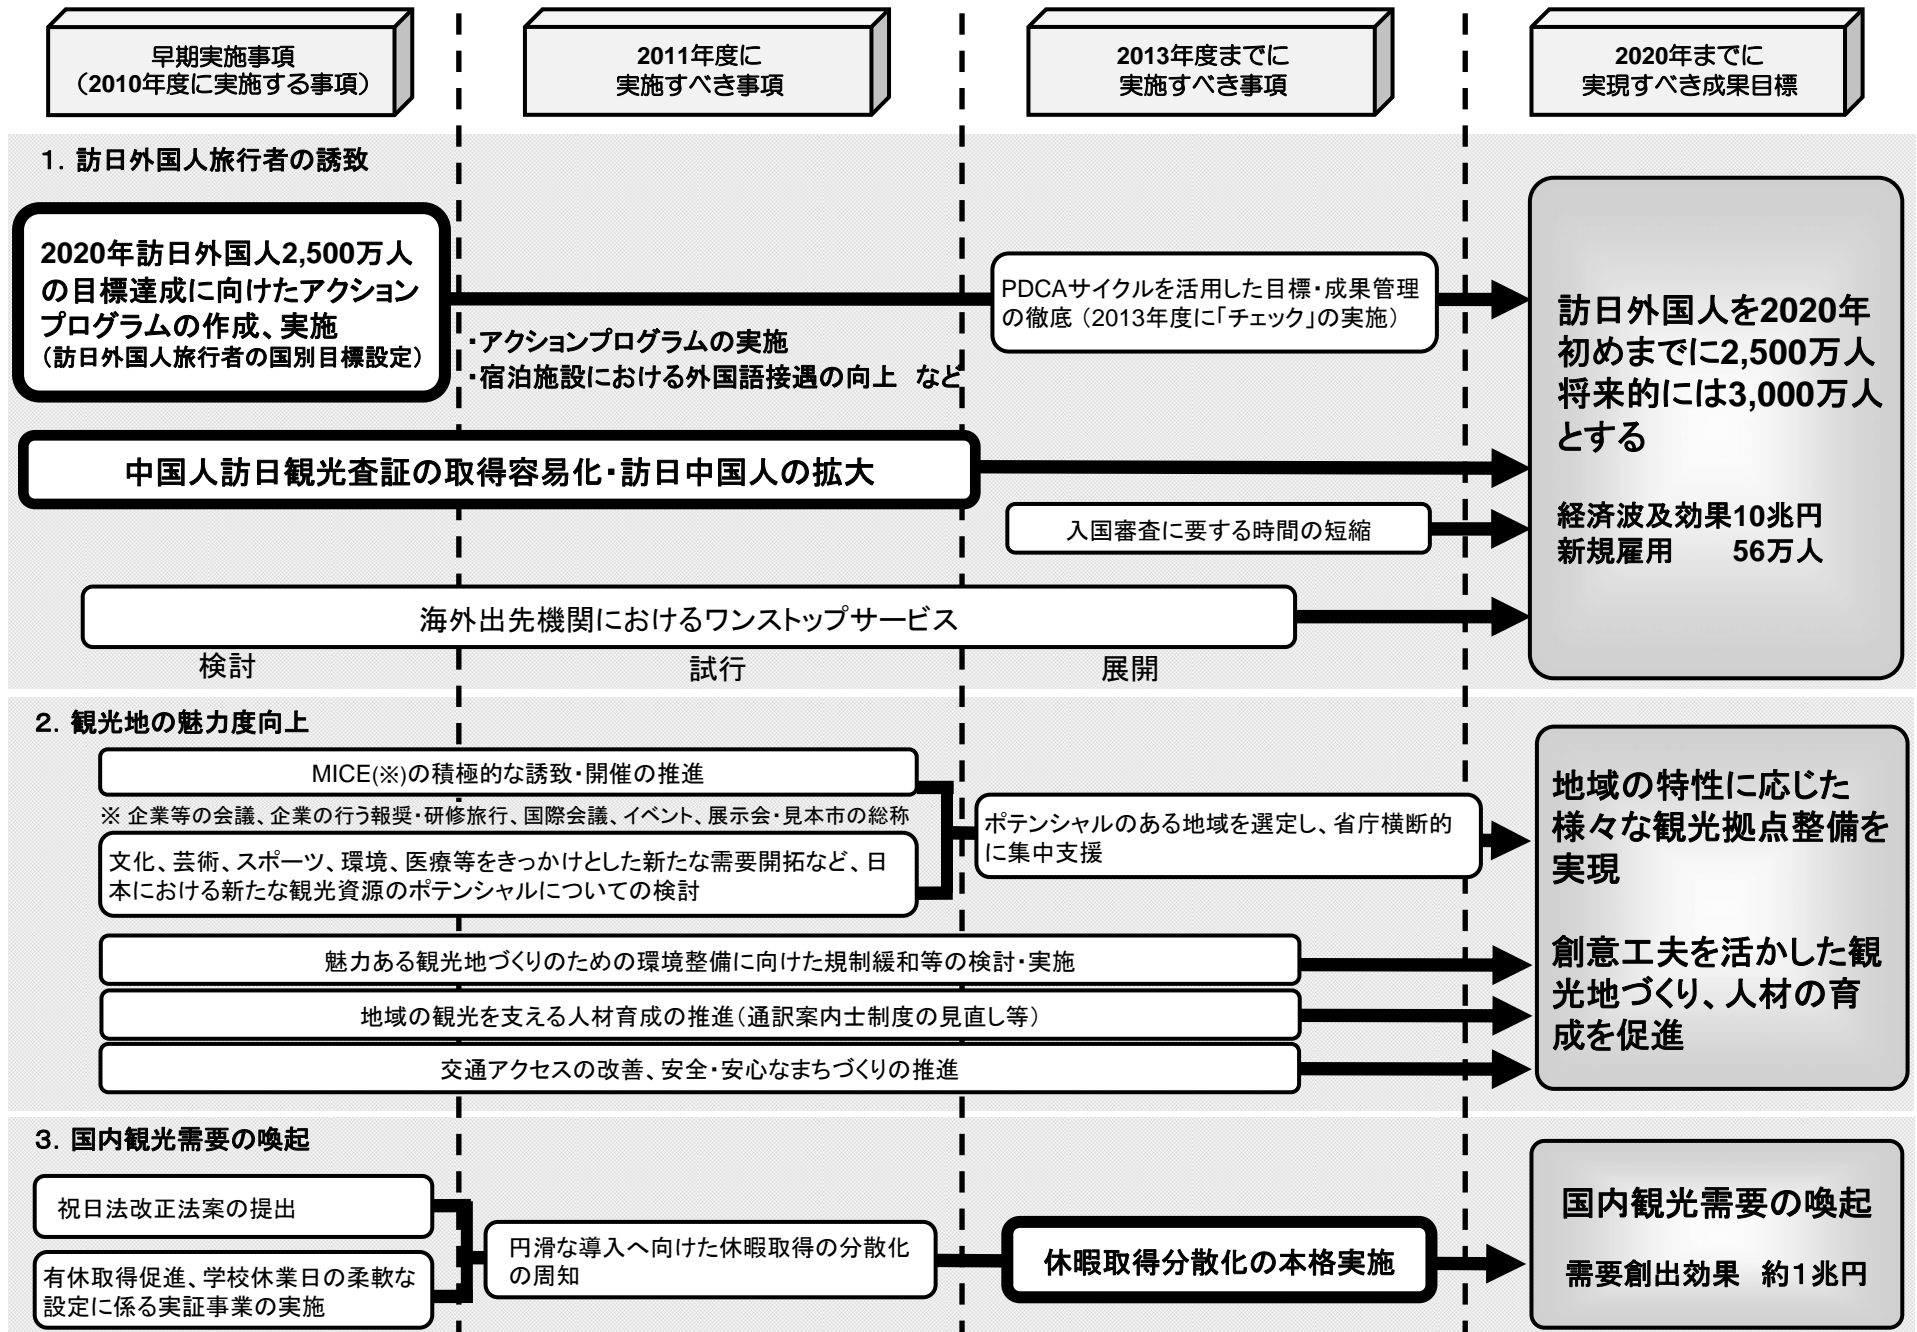 早期実施事項
（2010年度に実施する事項）
2011年度に
実施すべき事項
2013年度までに
実施すべき事項
2020年までに
実現すべき成果目標
１．訪日外国人旅行者の誘致
2020年訪日外国人2,500万人
の目標達成に向けたアクション
プログラムの作成、実施
（訪日外国人旅行者の国別目標設定）
・アクションプログラムの実施
・宿泊施設における外国語接遇の向上　など
PDCAサイクルを活用した目標・成果管理
の徹底（2013年度に「チェック」の実施）
中国人訪日観光査証の取得容易化・訪日中国人の拡大
入国審査に要する時間の短縮
海外出先機関におけるワンストップサービス
検討
試行
展開
訪日外国人を2020年
初めまでに2,500万人
将来的には3,000万人
とする
経済波及効果10兆円
新規雇用　　56万人
２．観光地の魅力度向上
MICE(※)の積極的な誘致・開催の推進
※ 企業等の会議、企業の行う報奨・研修旅行、国際会議、イベント、展示会・見本市の総称
文化、芸術、スポーツ、環境、医療等をきっかけとした新たな需要開拓など、日
本における新たな観光資源のポテンシャルについての検討
ポテンシャルのある地域を選定し、省庁横断的
に集中支援
魅力ある観光地づくりのための環境整備に向けた規制緩和等の検討・実施
地域の観光を支える人材育成の推進（通訳案内士制度の見直し等）
交通アクセスの改善、安全・安心なまちづくりの推進
地域の特性に応じた
様々な観光拠点整備を
実現
創意工夫を活かした観
光地づくり、人材の育
成を促進
３．国内観光需要の喚起
祝日法改正法案の提出
有休取得促進、学校休業日の柔軟な
設定に係る実証事業の実施
円滑な導入へ向けた休暇取得の分散化
の周知
休暇取得分散化の本格実施
国内観光需要の喚起
需要創出効果　約１兆円